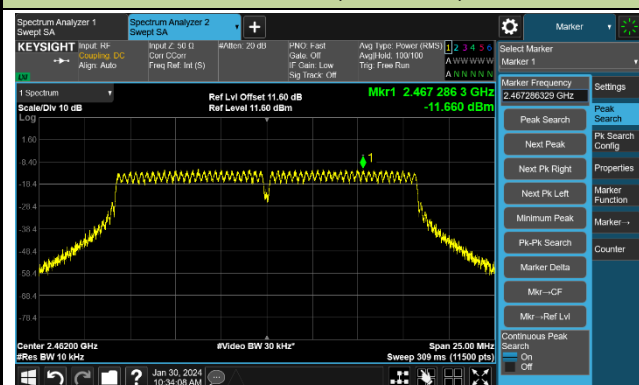 Spectrum Analyzer 1
Swept SA
Spectrum Analyzer 2
Swept SA
Marker
KEYSIGHT
Input: RF
Coupling: DC
Align: Auto
Input Z: 50 Ω
Corr CCorr
Freq Ref: Int (S)
#Atten: 20 dB
PNO: Fast
Gate: Off
IF Gain: Low
Sig Track: Off
Avg Type: Power (RMS)
Avg|Hold: 100/100
Trig: Free Run
1 2 3 4 5 6
A W W W W W
A N N N N N
LV
Select Marker
Marker 1
1 Spectrum
Scale/Div 10 dB
Log
Ref Lvl Offset 11.60 dB
Ref Level 11.60 dBm
Mkr1 2.467 286 3 GHz
-11.660 dBm
1
1.60
-8.40
-18.4
-28.4
-38.4
-48.4
-58.4
-68.4
-78.4
Center 2.46200 GHz
#Res BW 10 kHz
#Video BW 30 kHz*
Span 25.00 MHz
Sweep 309 ms (11500 pts)
Marker Frequency
2.467286329 GHz
Peak Search
Next Peak
Next Pk Right
Next Pk Left
Minimum Peak
Pk-Pk Search
Marker Delta
Mkr→CF
Mkr→Ref Lvl
Continuous Peak
Search
On
Off
Settings
Peak
Search
Pk Search
Config
Properties
Marker
Function
Marker→
Counter
Jan 30, 2024
10:34:08 AM